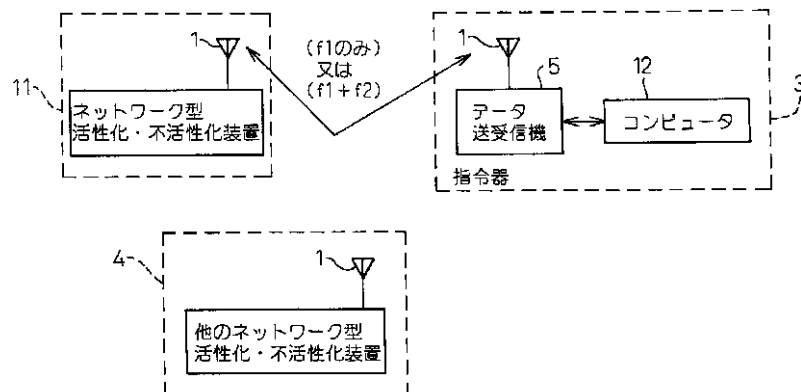 1
(f1のみ)
又は
(f1+f2)
1
5
12
3
11
ネットワーク型
活性化・不活性化装置
データ
送受信機
コンピュータ
指令器
4
1
他のネットワーク型
活性化・不活性化装置